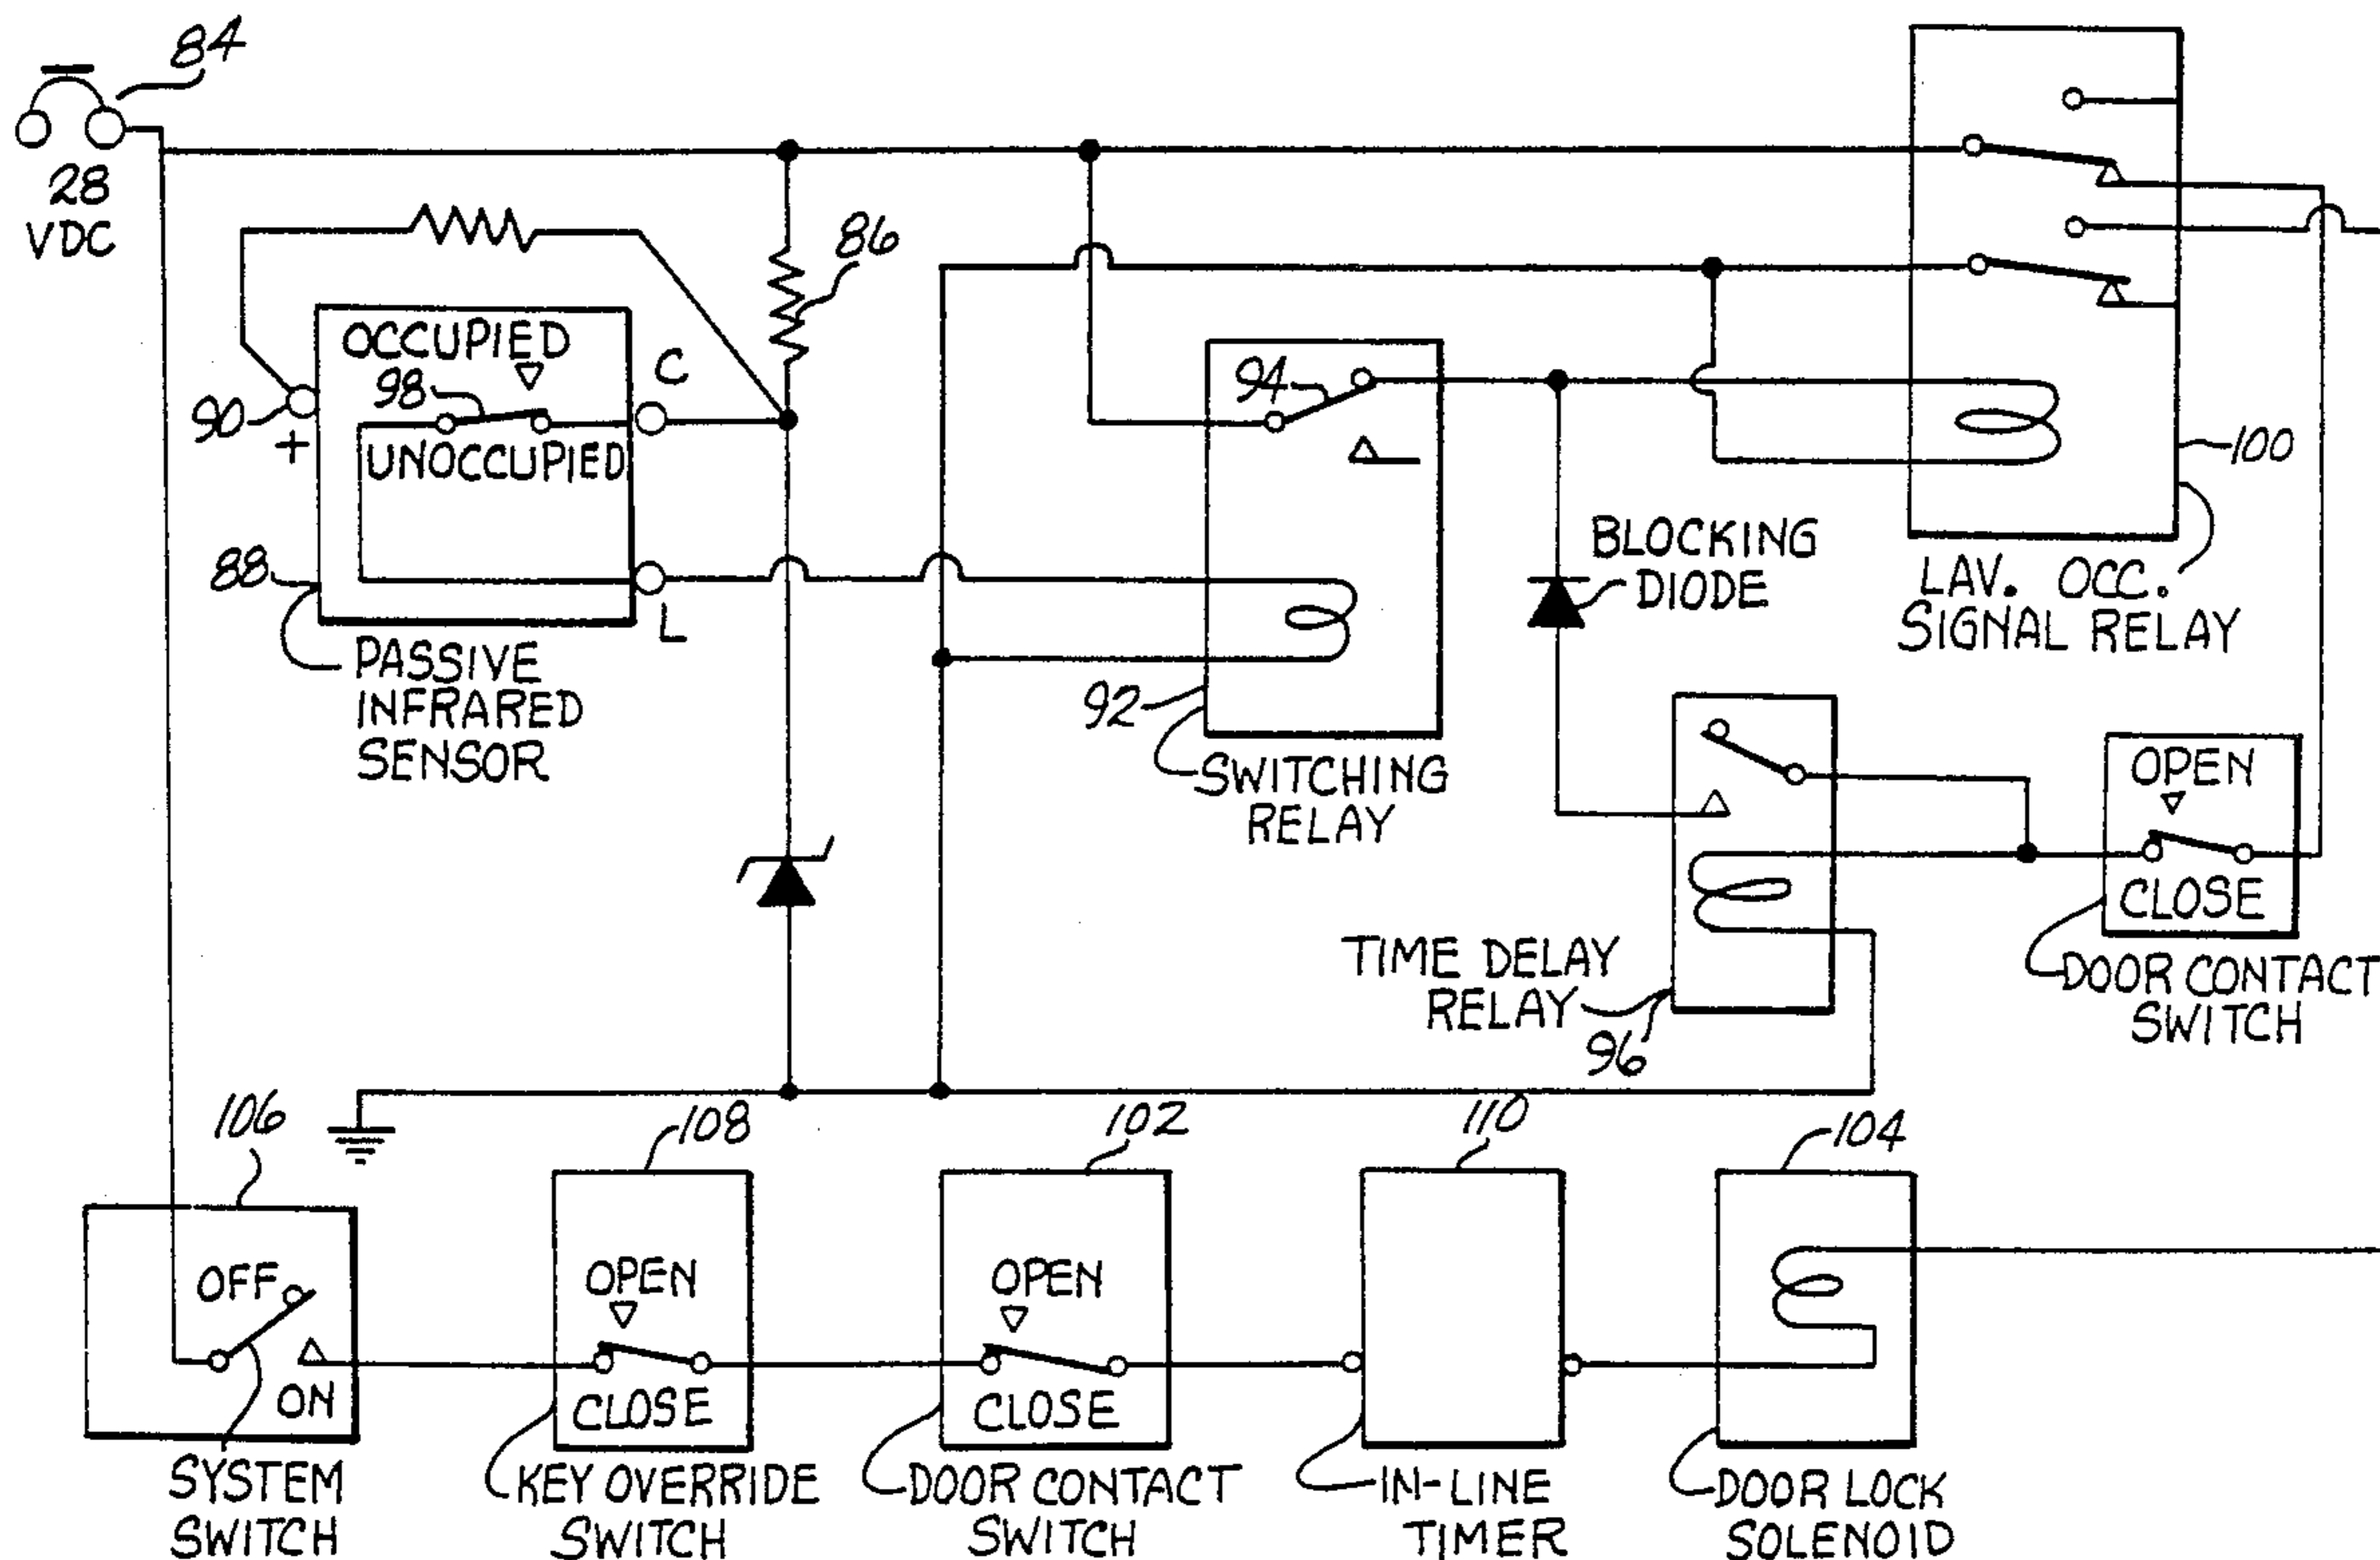 84
28
VDC
86
OCCUPIED
98
C
90
+
UNOCCUPIED
94
100
88
L
PASSIVE
INFRARED
SENSOR
BLOCKING
DIODE
LAV. OCC.
SIGNAL RELAY
92
SWITCHING
RELAY
OPEN
CLOSE
TIME DELAY
RELAY
96
DOOR CONTACT
SWITCH
106
108
102
110
104
OFF
ON
OPEN
CLOSE
OPEN
CLOSE
SYSTEM
SWITCH
KEY OVERRIDE
SWITCH
DOOR CONTACT
SWITCH
IN-LINE
TIMER
DOOR LOCK
SOLENOID